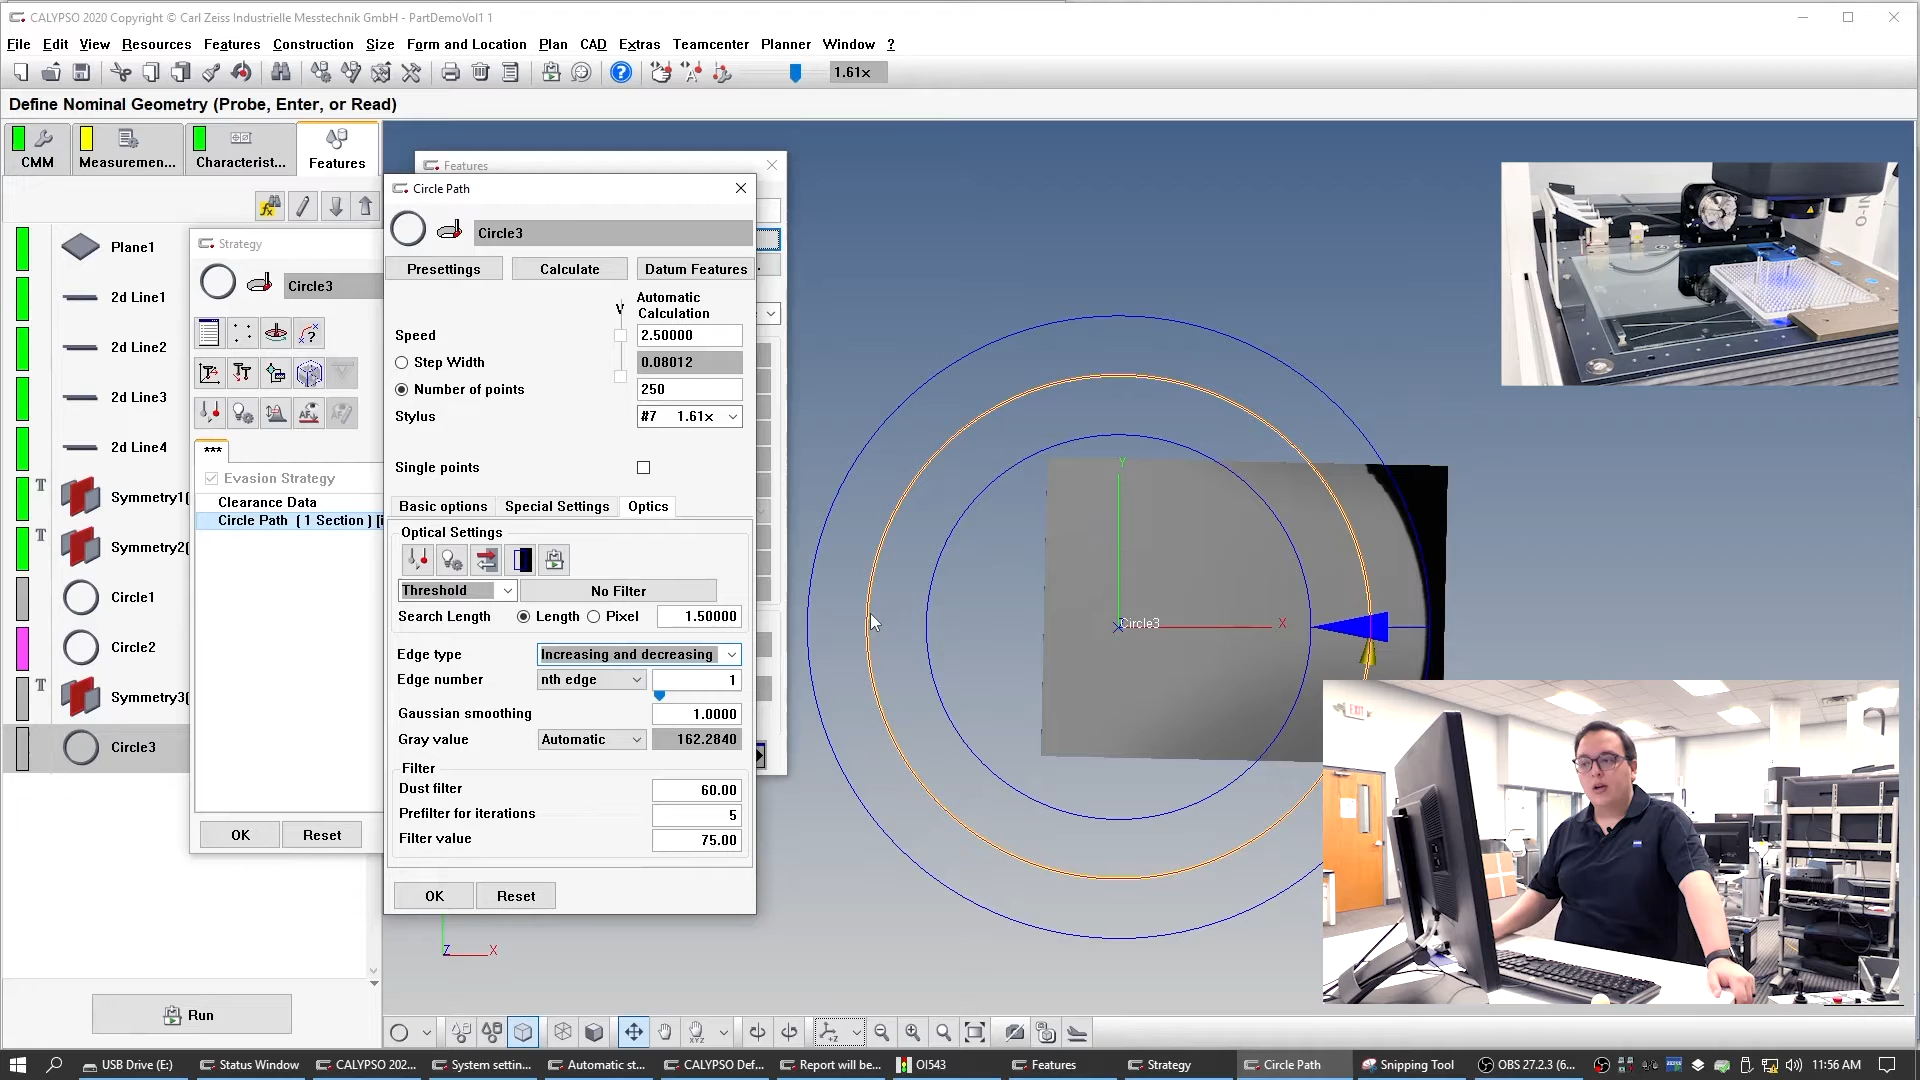 CALYPSO 2020 Copyright © Carl Zeiss Industrielle Messtechnik GmbH - PartDemoVol1 1
File Edit View Resources Features Construction Size Form and Location Plan CAD Extras Teamcenter Planner Window ?
1.61x
Define Nominal Geometry (Probe, Enter, or Read)
CMM Measuremen... Characterist... Features
Plane1
2d Line1
2d Line2
2d Line3
2d Line4
T Symmetry1(
T Symmetry2(
Circle1
Circle2
T Symmetry3(
Circle3
Run
Strategy
Circle3
***
Evasion Strategy
Clearance Data
Circle Path ( 1 Section ) [i
OK Reset
Features
Circle Path
Circle3
Presettings Calculate Datum Features
V Automatic Calculation
Speed 2.50000
Step Width 0.08012
Number of points 250
Stylus #7 1.61x
Single points
Basic options Special Settings Optics
Optical Settings
Threshold No Filter
Search Length Length Pixel 1.50000
Edge type Increasing and decreasing
Edge number nth edge 1
Gaussian smoothing 1.0000
Gray value Automatic 162.2840
Filter
Dust filter 60.00
Prefilter for iterations 5
Filter value 75.00
OK Reset
Y
Circle3 X
Z X
EXIT
O-IN
USB Drive (E:) Status Window CALYPSO 202... System settin... Automatic st... CALYPSO Def... Report will be... OI543 Features Strategy Circle Path Snipping Tool OBS 27.2.3 (6... 11:56 AM